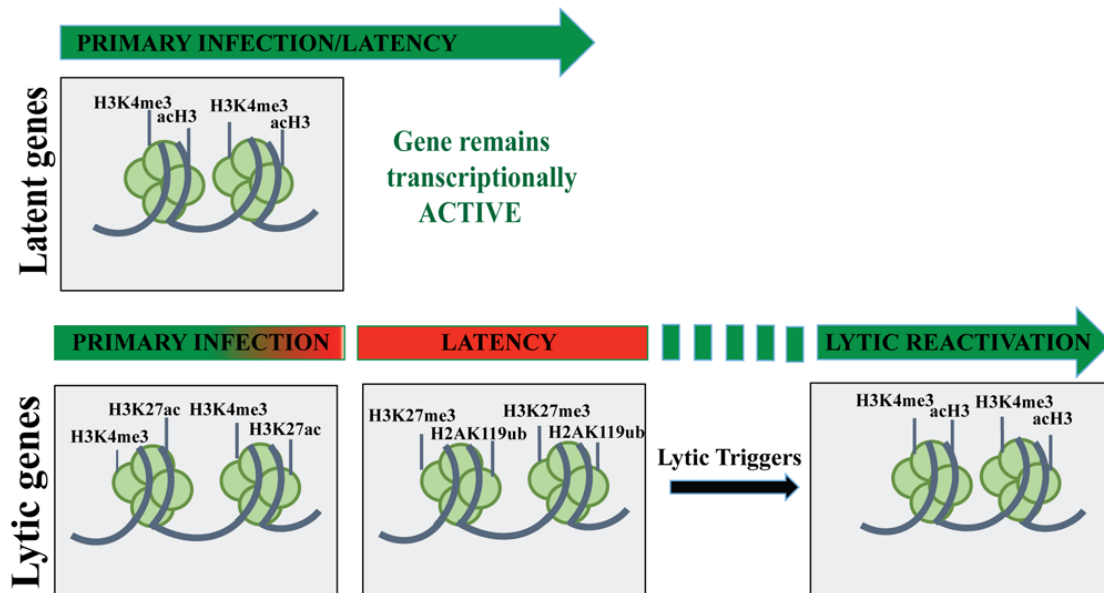 PRIMARY INFECTION/LATENCY
Latent genes
H3K4me3
acH3
H3K4me3
acH3
Gene remains
transcriptionally
ACTIVE
PRIMARY INFECTION
LATENCY
LYTIC REACTIVATION
Lytic genes
H3K27ac
H3K4me3
H3K4me3
H3K27ac
H3K27me3
H2AK119ub
H3K27me3
H2AK119ub
Lytic Triggers
H3K4me3
acH3
H3K4me3
acH3